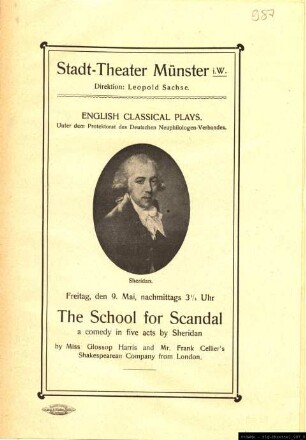 987
Stadt-Theater Münster i.W.
Direktion: Leopold Sachse.
ENGLISH CLASSICAL PLAYS.
Unter dem Protektorat des Deutschen Neuphilologen-Verbandes.
Sheridan.
Freitag, den 9. Mai, nachmittags 3½ Uhr
The School for Scandal
a comedy in five acts by Sheridan
by Miss Glossop Harris and Mr. Frank Cellier's
Shakespearean Company from London.